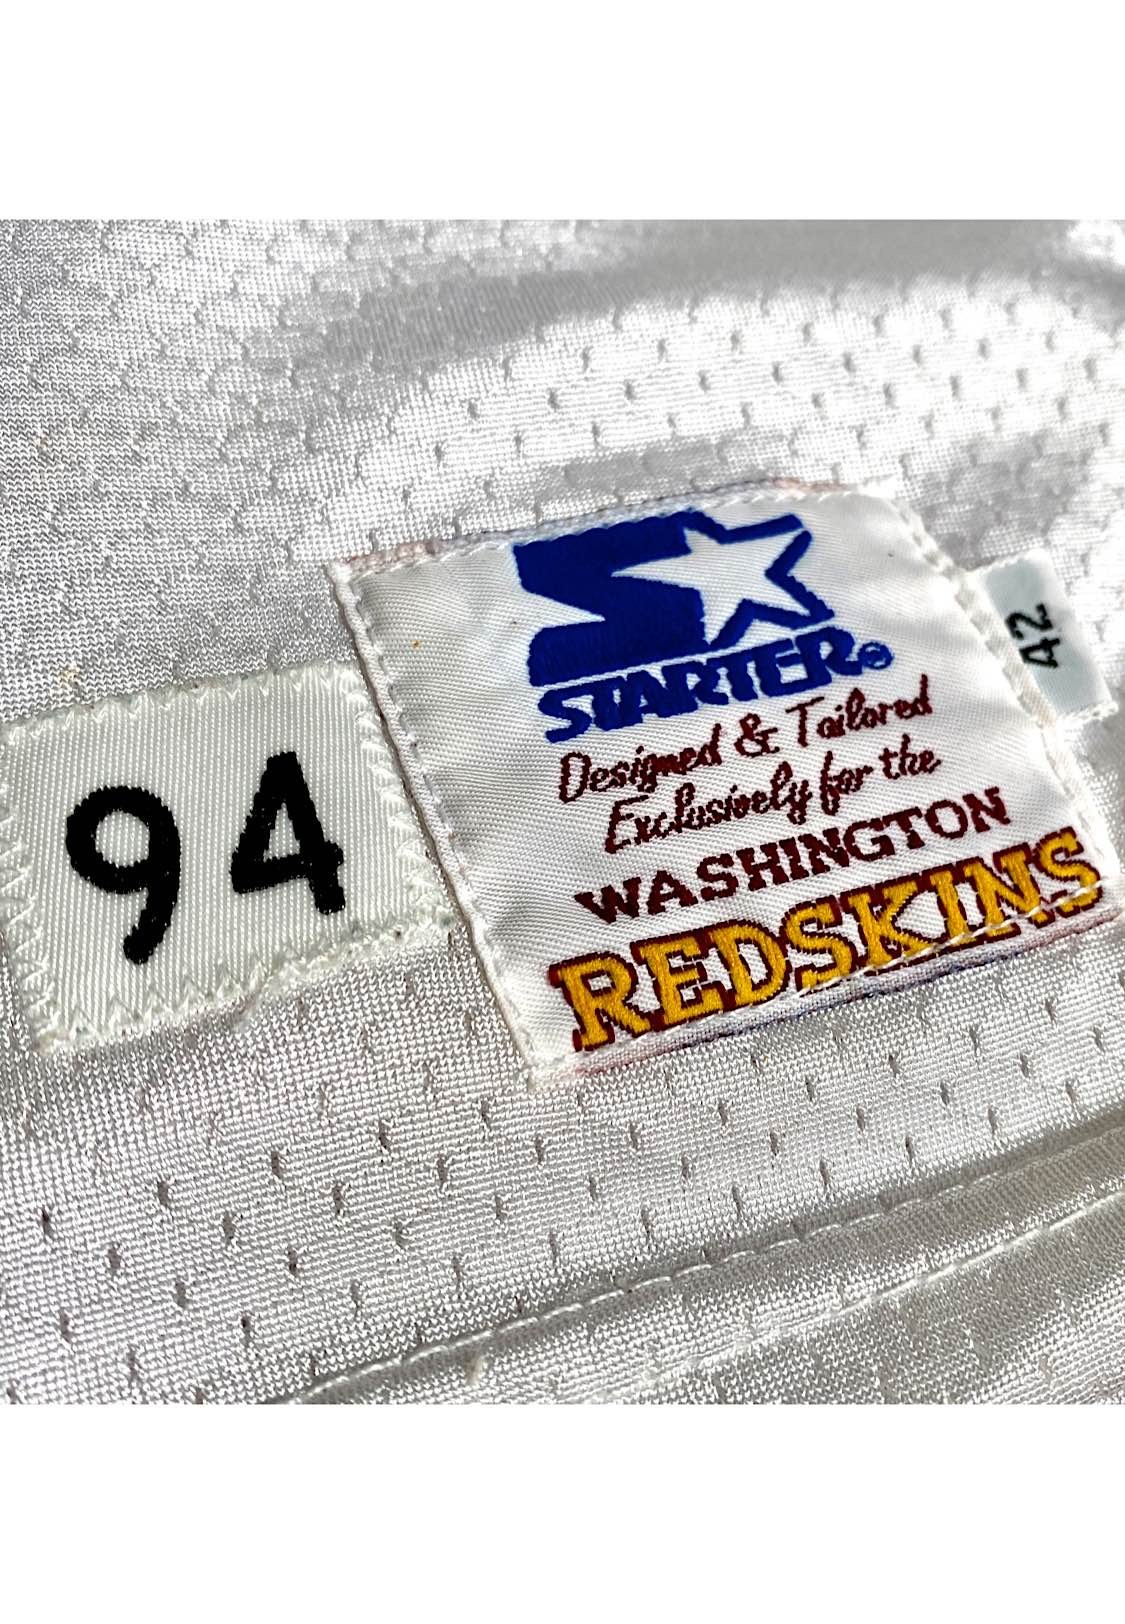 94
STARTER®
Designed & Tailored
Exclusively for the
WASHINGTON
REDSKINS
42